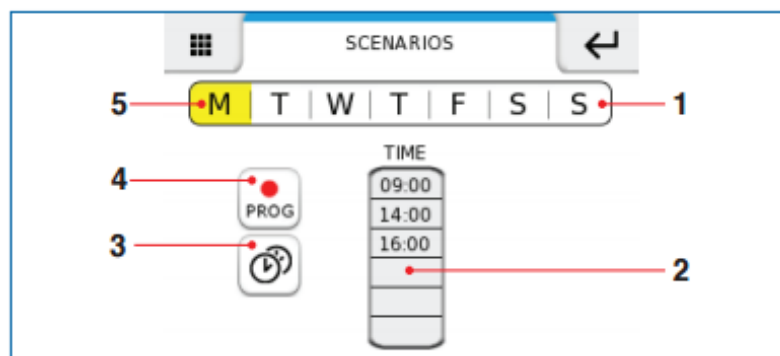 SCENARIOS
5 M | T | W | T | F | S | S 1
TIME
4 PROG 09:00
14:00
3 16:00
2